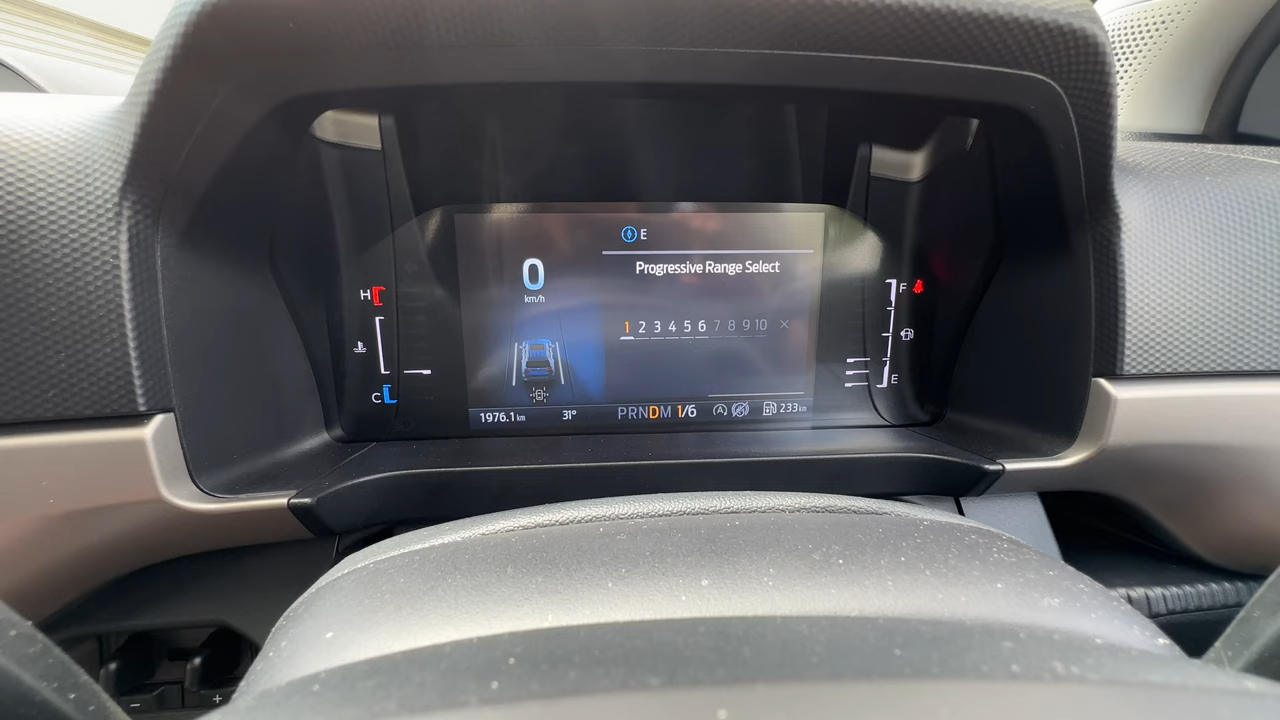 E
Progressive Range Select
0
km/h
1 2 3 4 5 6 7 8 9 10 ×
H
C
F
E
1976.1 km 31° PRNDM 1/6 A 233 km
− +